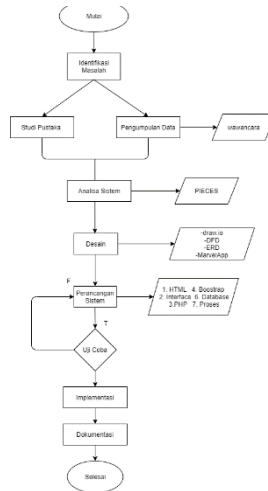 Mulai
Identifikasi
Masalah
Studi Pustaka
Pengumpulan Data
wawancara
Analisa Sistem
PIECES
Desain
-draw.io
-DFD
-ERD
-MarvelApp
F
Perancangan
Sistem
1. HTML 4. Boostrap
2. Interface 6. Database
3.PHP 7. Proses
T
Uji Coba
Implementasi
Dokumentasi
Selesai